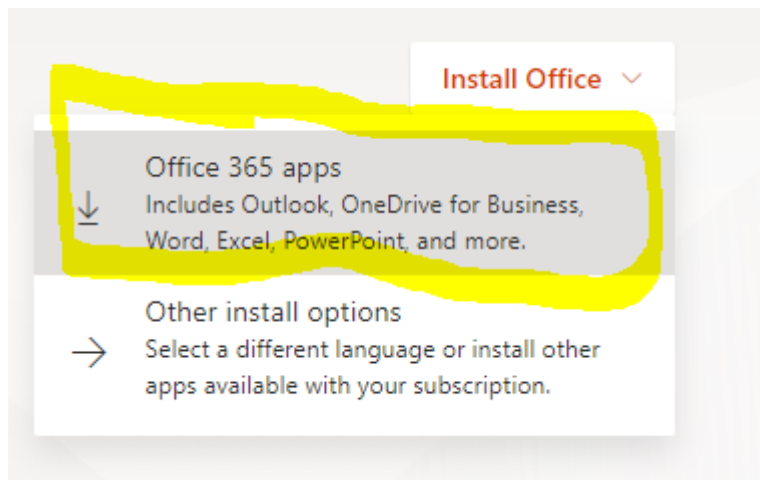 Install Office
Office 365 apps
Includes Outlook, OneDrive for Business,
Word, Excel, PowerPoint, and more.
Other install options
Select a different language or install other
apps available with your subscription.